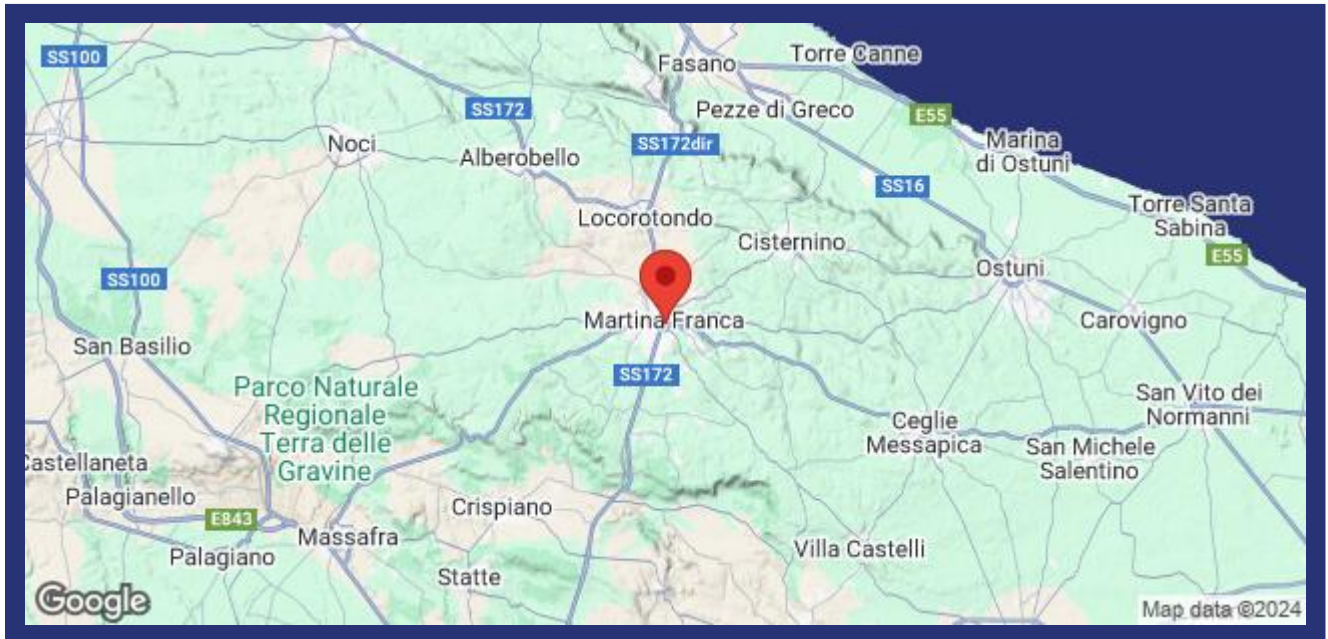 SS100
Fasano
Torre Canne
SS172
Pezze di Greco
E55
Noci
Alberobello
SS172dir
Marina
di Ostuni
SS16
Locorotondo
Torre Santa
Sabina
Cisternino
E55
SS100
Ostuni
Martina Franca
Carovigno
San Basilio
SS172
Parco Naturale
Regionale
Terra delle
Gravine
San Vito dei
Normanni
Ceglie
Messapica
San Michele
Salentino
Castellaneta
Palagianello
Crispiano
E843
Massafra
Palagiano
Villa Castelli
Statte
Google
Map data ©2024